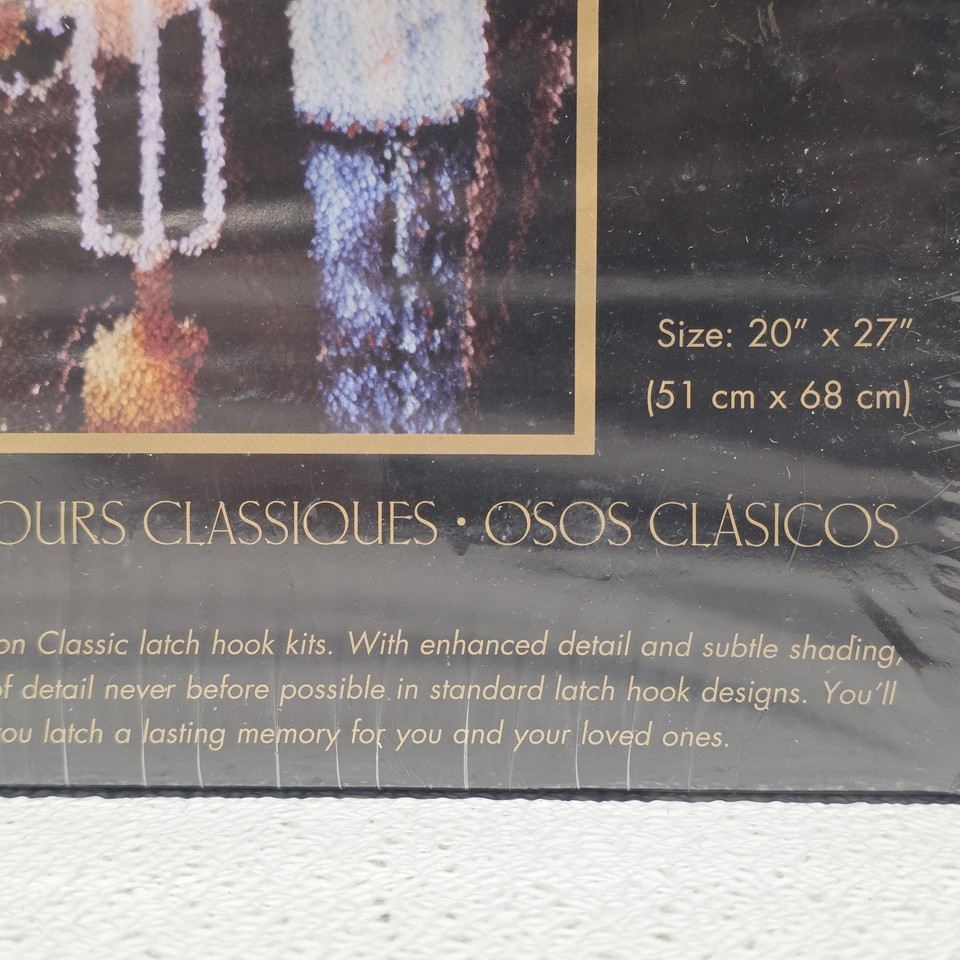 Size: 20″ x 27″
(51 cm x 68 cm)
OURS CLASSIQUES • OSOS CLÁSICOS
on Classic latch hook kits. With enhanced detail and subtle shading,
of detail never before possible in standard latch hook designs. You'll
you latch a lasting memory for you and your loved ones.